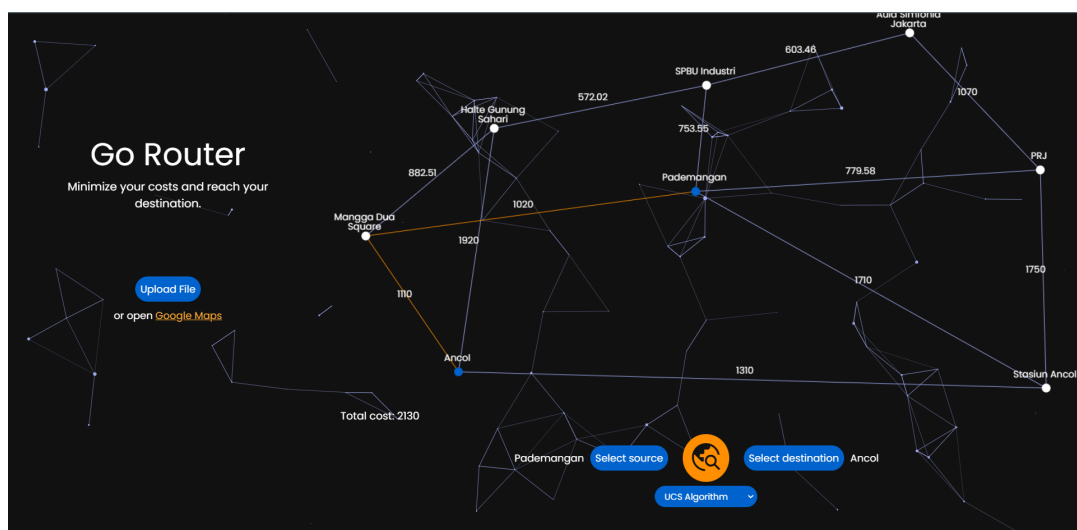 Aula Simfonia
Jakarta
603.46
SPBU Industri
572.02
1070
Halte Gunung
Sahari
753.55
PRJ
Go Router
882.51
Pademangan
779.58
Minimize your costs and reach your
destination.
1020
Mangga Dua
Square
1920
1750
1710
Upload File
1110
or open Google Maps
Ancol
1310
Stasiun Ancol
Total cost: 2130
Pademangan Select source Select destination Ancol
UCS Algorithm